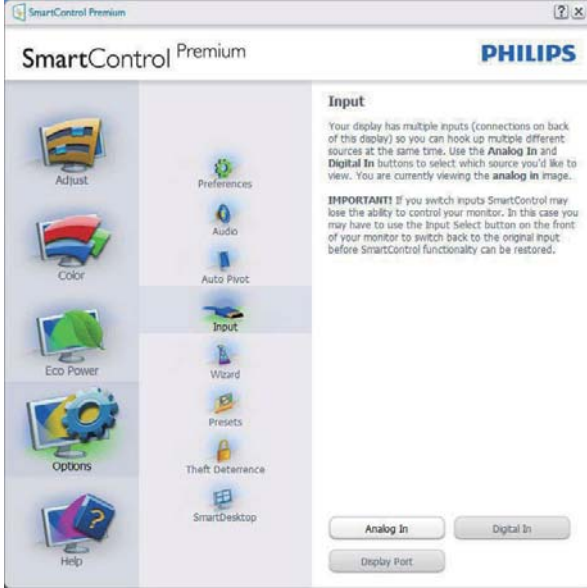 SmartControl Premium
SmartControl Premium
PHILIPS
Adjust
Color
Eco Power
Options
Help
Preferences
Audio
Auto Pivot
Input
Wizard
Presets
Theft Deterrence
SmartDesktop
Input
Your display has multiple inputs (connections on back
of this display) so you can hook up multiple different
sources at the same time. Use the Analog In and
Digital In buttons to select which source you'd like to
view. You are currently viewing the analog in image.
IMPORTANT! If you switch inputs SmartControl may
lose the ability to control your monitor. In this case you
may have to use the Input Select button on the front
of your monitor to switch back to the original input
before SmartControl functionality can be restored.
Analog In
Digital In
Display Port